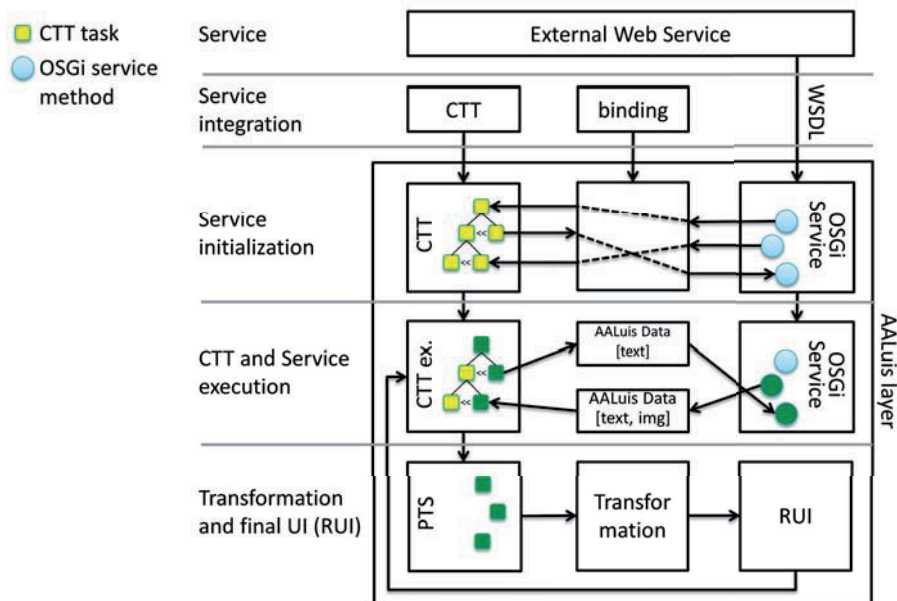 CTT task
OSGi service
method
Service
External Web Service
Service
integration
CTT
binding
WSDL
Service
initialization
CTT
<<
<<
OSGi
Service
CTT and Service
execution
CTT ex.
<<
<<
AALuis Data
[text]
AALuis Data
[text, img]
OSGi
Service
AALuis layer
Transformation
and final UI (RUI)
PTS
Transfor
mation
RUI